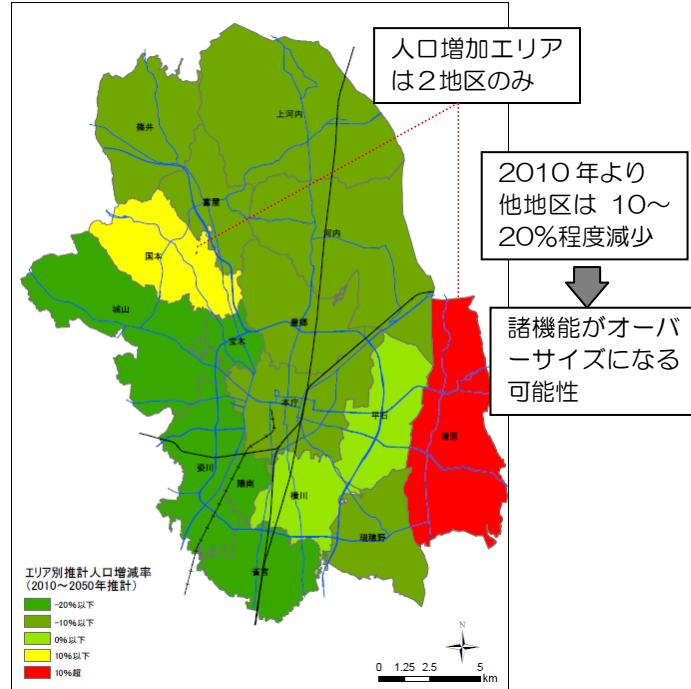 人口増加エリア
は２地区のみ
2010年より
他地区は 10～
20%程度減少
諸機能がオーバ
ーサイズになる
可能性
篠井
上河内
富屋
河内
国本
城山
豊郷
宝木
本庁
平石
清原
姿川
陽南
横川
瑞穂野
雀宮
エリア別推計人口増減率
(2010～2050年推計)
-20%以下
-10%以下
0%以下
10%以下
10%超
N
0 1.25 2.5 5
km